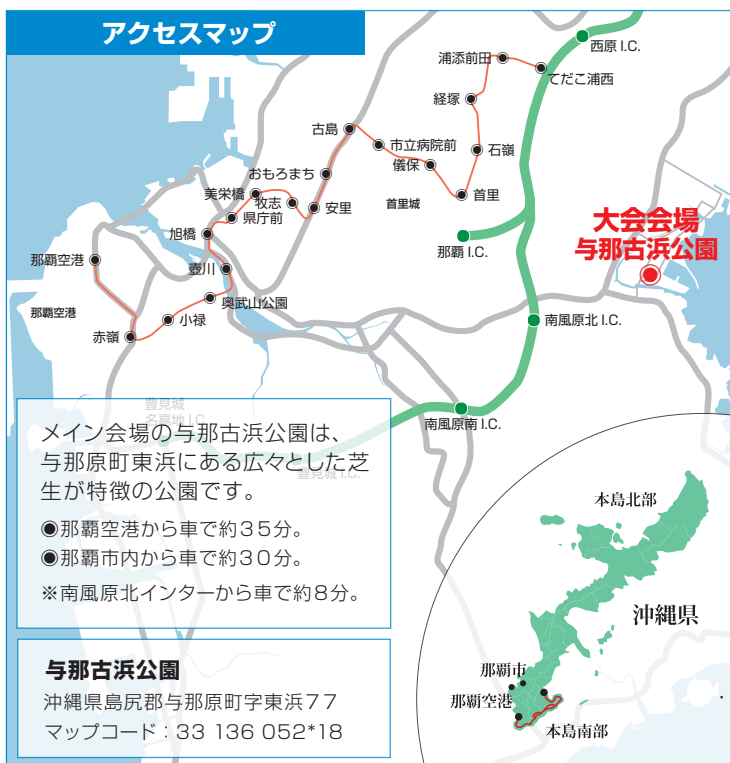 アクセスマップ
西原 I.C.
浦添前田
てだこ浦西
経塚
古島
市立病院前
石嶺
儀保
おもろまち
首里
美栄橋
牧志
首里城
安里
県庁前
大会会場
与那古浜公園
旭橋
那覇 I.C.
那覇空港
壺川
奥武山公園
那覇空港
小禄
南風原北 I.C.
赤嶺
豊見城
名嘉地 I.C.
南風原南 I.C.
豊見城 I.C.
メイン会場の与那古浜公園は、
与那原町東浜にある広々とした芝
生が特徴の公園です。
◉那覇空港から車で約35分。
◉那覇市内から車で約30分。
※南風原北インターから車で約8分。
本島北部
沖縄県
那覇市
那覇空港
本島南部
与那古浜公園
沖縄県島尻郡与那原町字東浜77
マップコード：33 136 052*18